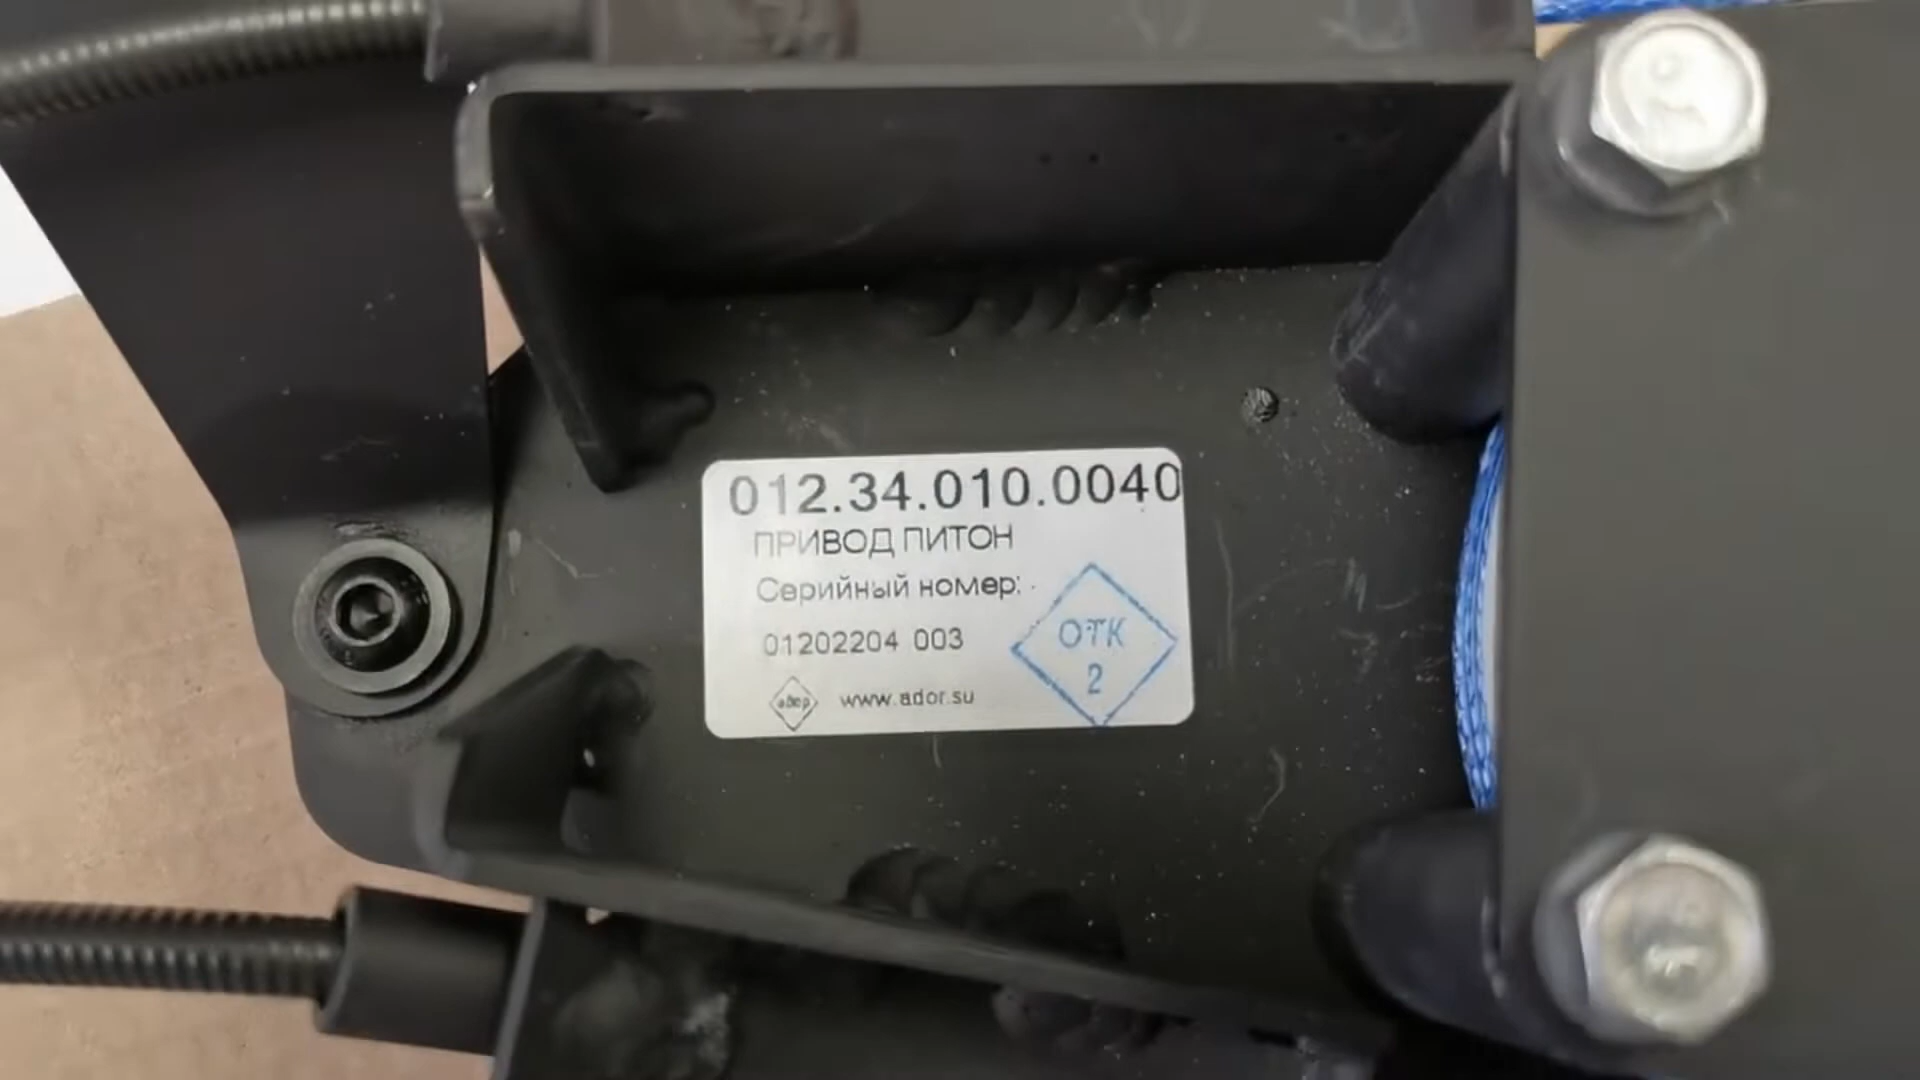 012.34.010.0040
ПРИВОД ПИТОН
Серийный номер:
01202204 003
адор www.ador.su
ОТК
2